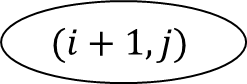 (i + 1, j)